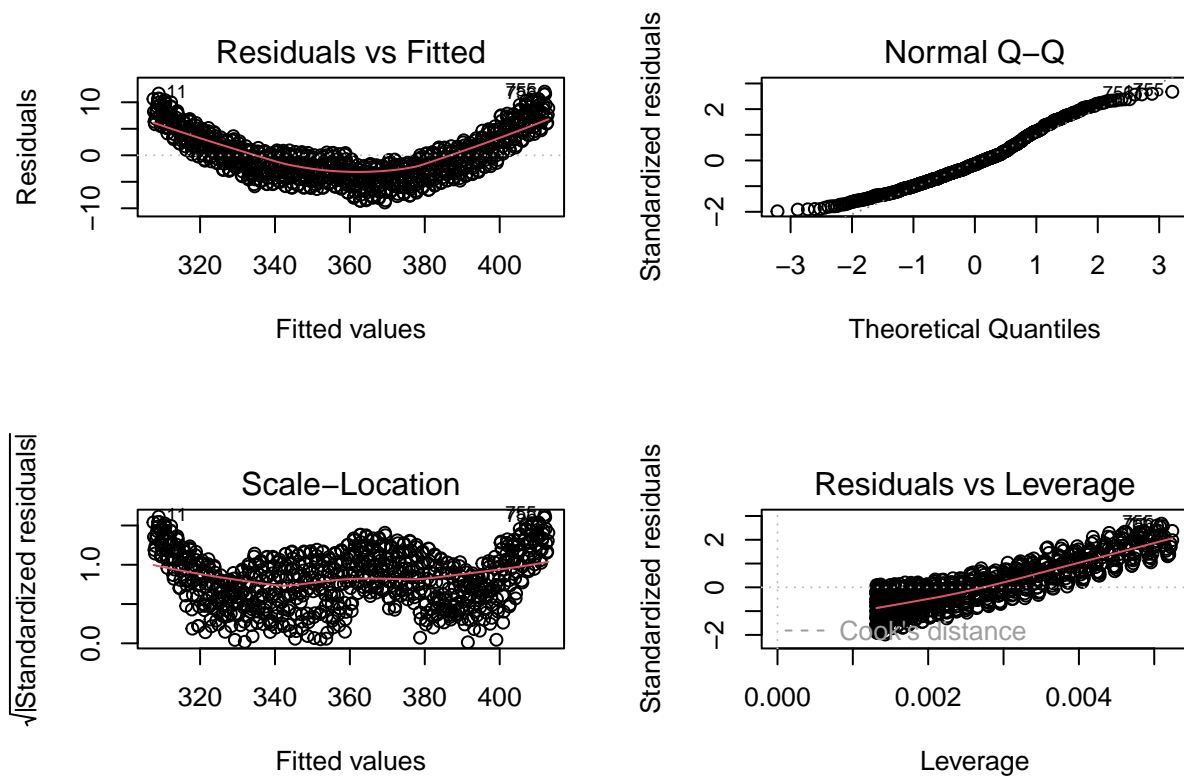 Residuals vs Fitted
Residuals
−10
0
10
11
755
320 340 360 380 400
Fitted values
Normal Q−Q
Standardized residuals
−2
0
2
755
−3 −2 −1 0 1 2 3
Theoretical Quantiles
Scale−Location
√|Standardized residuals|
0.0
1.0
11
755
320 340 360 380 400
Fitted values
Residuals vs Leverage
Standardized residuals
−2
0
2
755
Cook's distance
0.000 0.002 0.004
Leverage